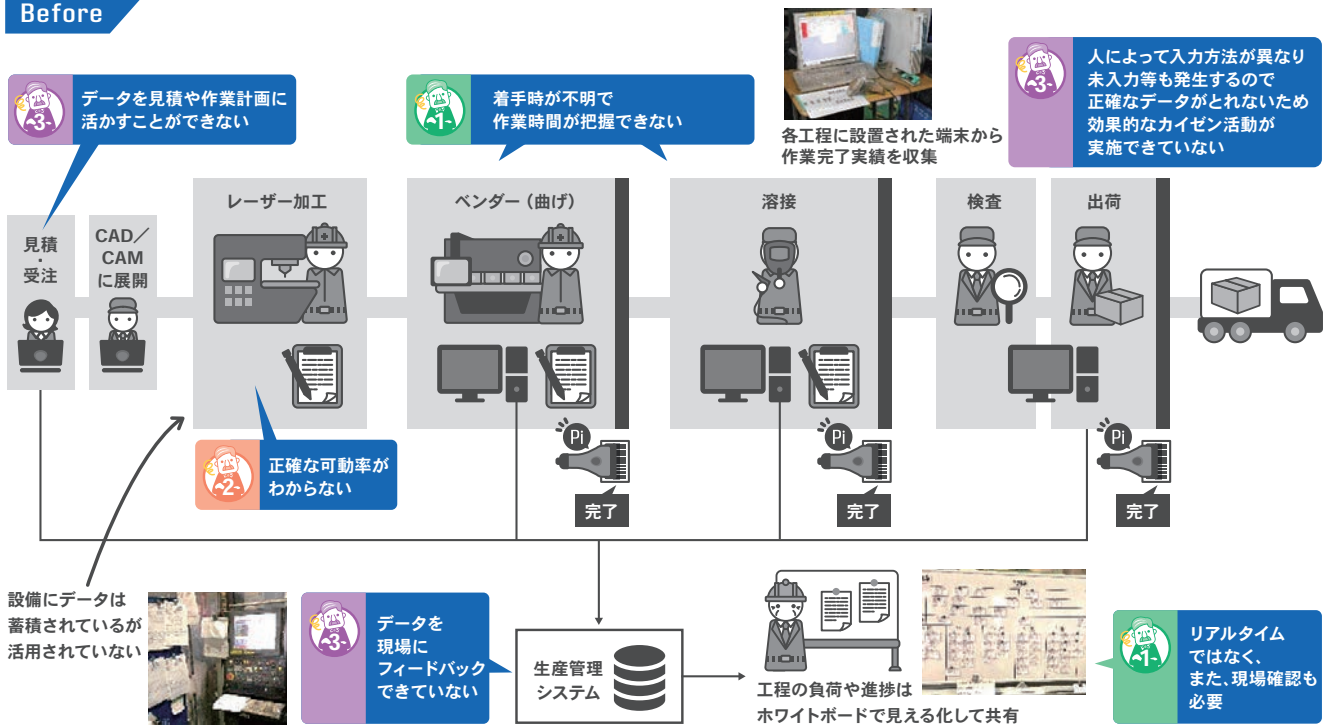 Before
データを見積や作業計画に
活かすことができない
~3~
着手時が不明で
作業時間が把握できない
~1~
各工程に設置された端末から
作業完了実績を収集
人によって入力方法が異なり
未入力等も発生するので
正確なデータがとれないため
効果的なカイゼン活動が
実施できていない
~3~
見積
・
受注
CAD／
CAM
に展開
レーザー加工
ベンダー（曲げ）
溶接
検査
出荷
正確な可動率が
わからない
~2~
Pi
完了
Pi
完了
Pi
完了
設備にデータは
蓄積されているが
活用されていない
データを
現場に
フィードバック
できていない
~3~
生産管理
システム
工程の負荷や進捗は
ホワイトボードで見える化して共有
リアルタイム
ではなく、
また、現場確認も
必要
~1~